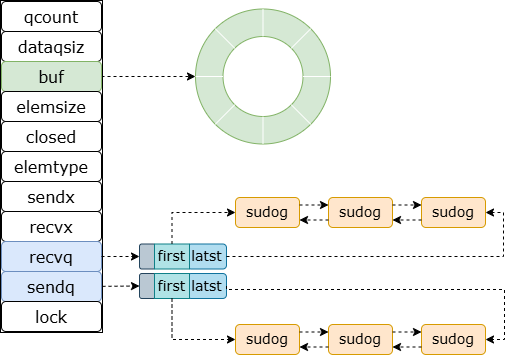 qcount
dataqsiz
buf
elemsize
closed
elemtype
sendx
recvx
recvq
sendq
lock
sudog sudog sudog
first latst
first latst
sudog sudog sudog